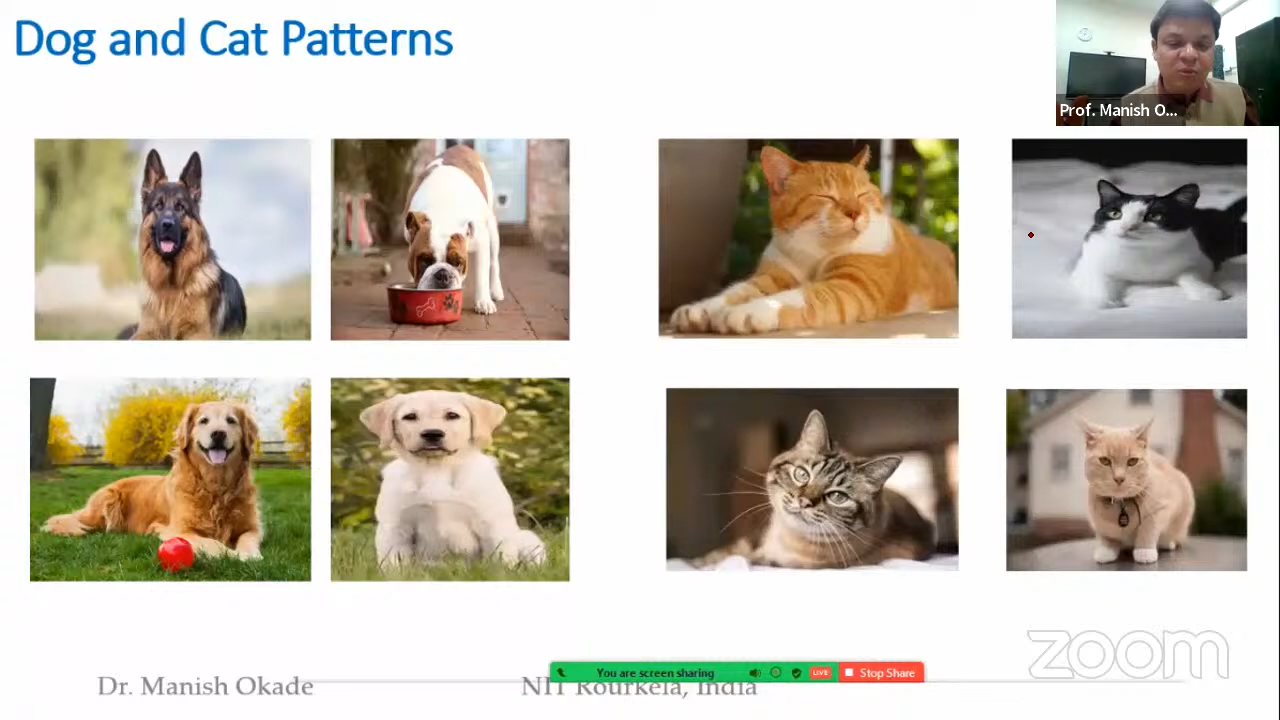 Dog and Cat Patterns
Prof. Manish O...
zoom
You are screen sharing
LIVE
Stop Share
Dr. Manish Okade
NIT Rourkela, India